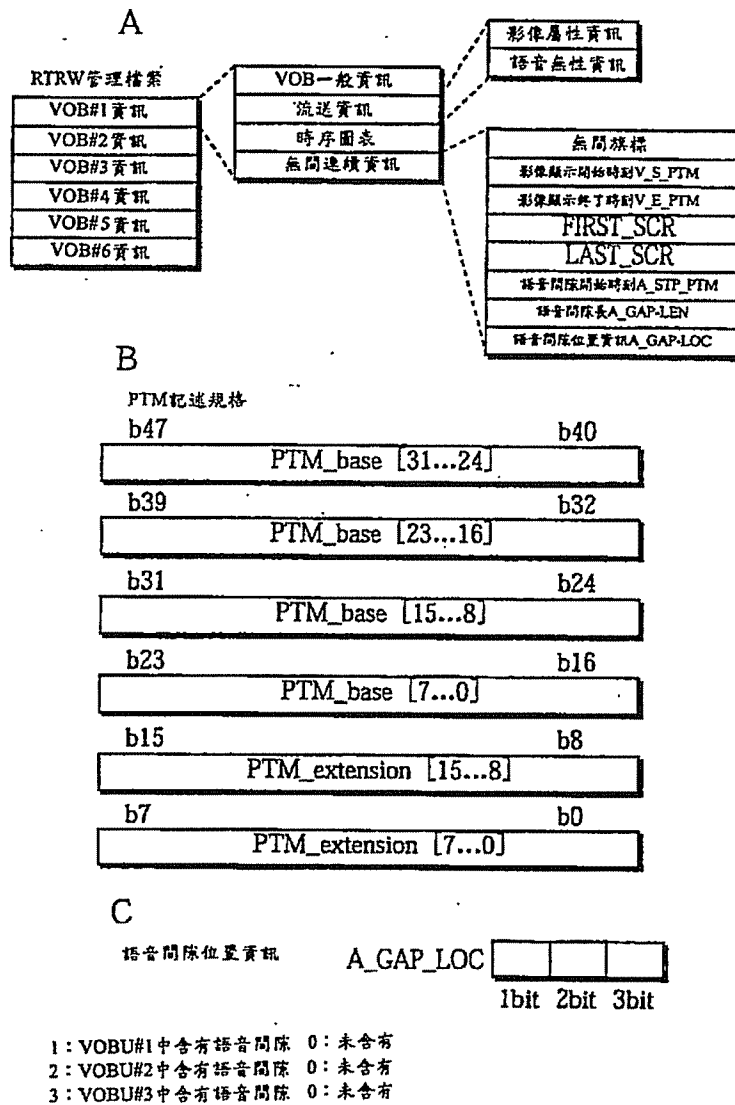 A
RTRW管理檔案
VOB#1資訊
VOB#2資訊
VOB#3資訊
VOB#4資訊
VOB#5資訊
VOB#6資訊
VOB一般資訊
流送資訊
時序圖表
無間連續資訊
影像屬性資訊
語音無性資訊
無間旗標
影像顯示開始時刻V_S_PTM
影像顯示終了時刻V_E_PTM
FIRST_SCR
LAST_SCR
語音間隙開始時刻A_STP_PTM
語音間隙長A_GAP-LEN
語音間隙位置資訊A_GAP-LOC
B
PTM記述規格
b47 b40
PTM_base [31...24]
b39 b32
PTM_base [23...16]
b31 b24
PTM_base [15...8]
b23 b16
PTM_base [7...0]
b15 b8
PTM_extension [15...8]
b7 b0
PTM_extension [7...0]
C
語音間隙位置資訊 A_GAP_LOC
1bit 2bit 3bit
1：VOBU#1中含有語音間隙 0：未含有
2：VOBU#2中含有語音間隙 0：未含有
3：VOBU#3中含有語音間隙 0：未含有